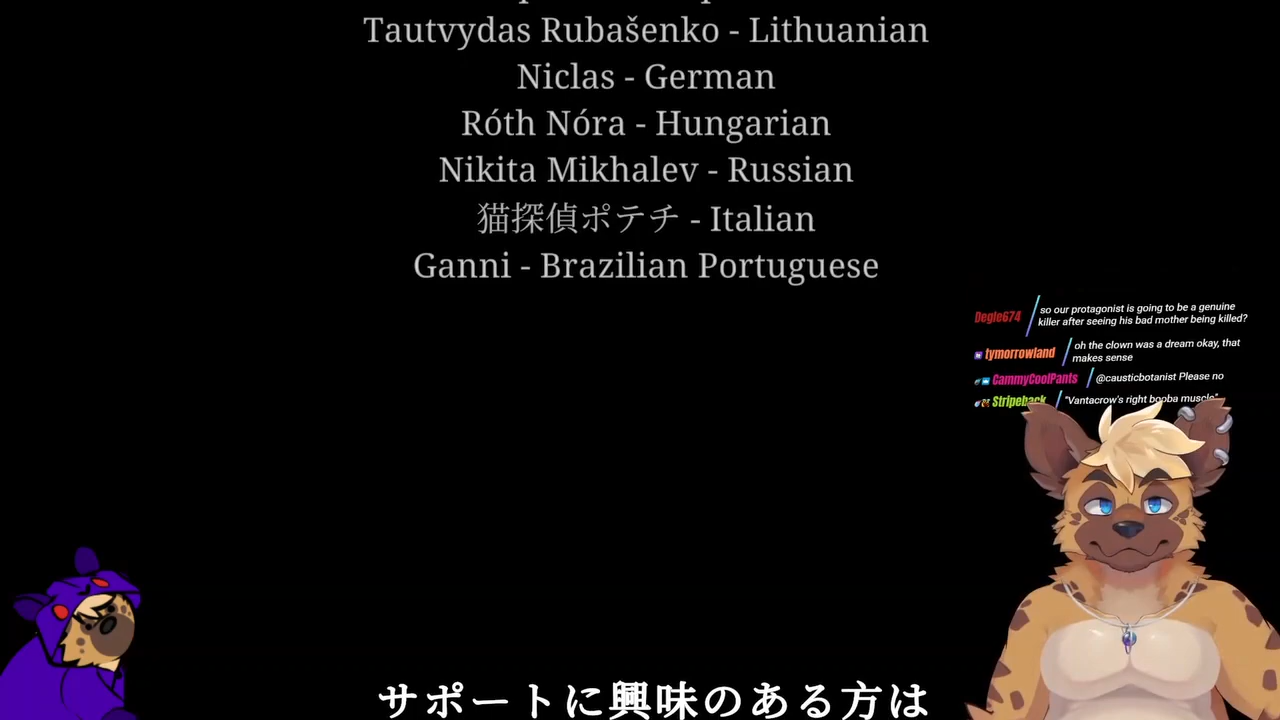 Tautvydas Rubašenko - Lithuanian
Niclas - German
Róth Nóra - Hungarian
Nikita Mikhalev - Russian
猫探偵ポテチ - Italian
Ganni - Brazilian Portuguese
Degie674 so our protagonist is going to be a genuine
killer after seeing his bad mother being killed?
tymorrowland oh the clown was a dream okay, that
makes sense
CammyCoolPants @causticbotanist Please no
Stripeback "Vantacrow's right booba muscle"
サポートに興味のある方は